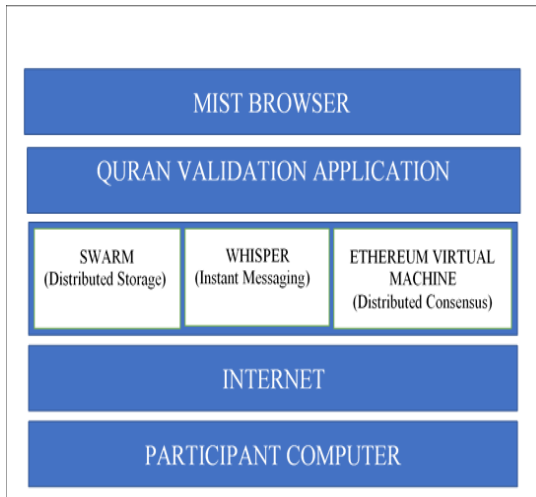 MIST BROWSER
QURAN VALIDATION APPLICATION
SWARM
(Distributed Storage)
WHISPER
(Instant Messaging)
ETHEREUM VIRTUAL
MACHINE
(Distributed Consensus)
INTERNET
PARTICIPANT COMPUTER